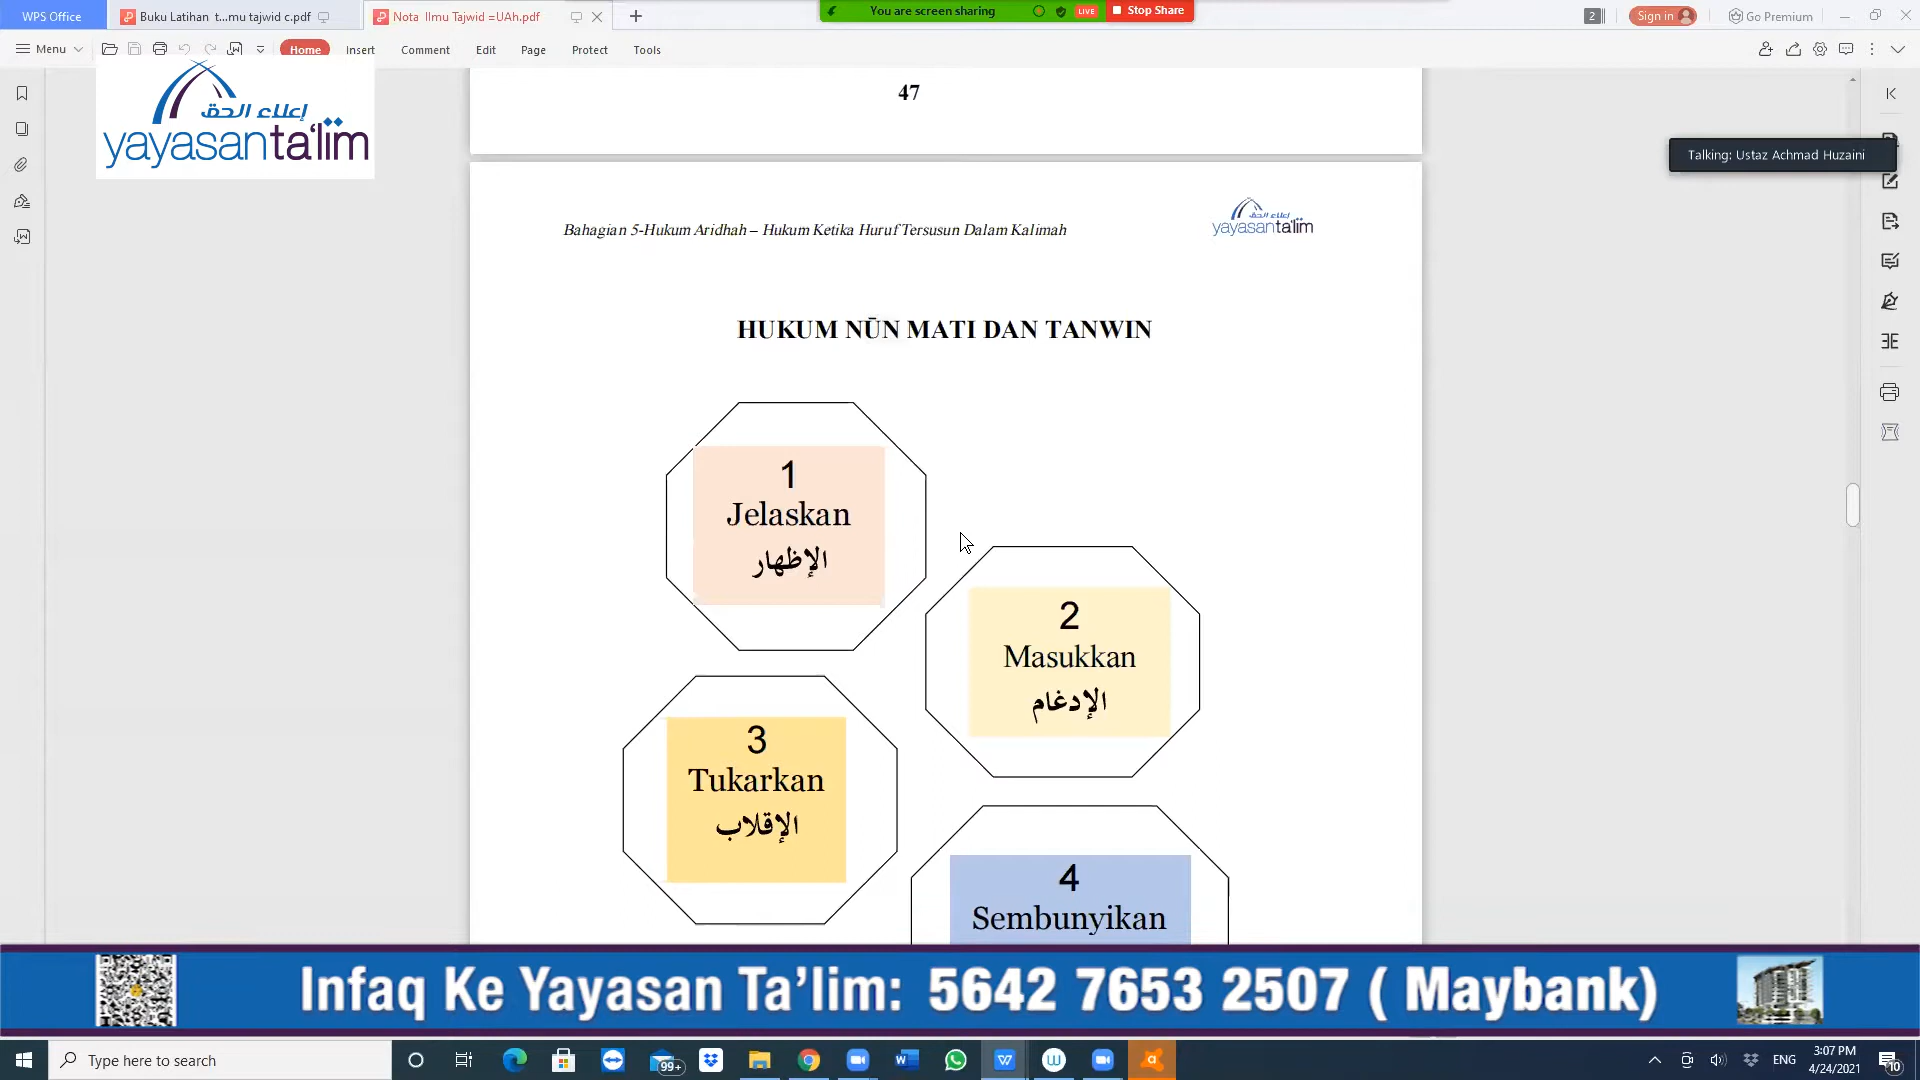 WPS Office
Buku Latihan t...mu tajwid c.pdf
Nota Ilmu Tajwid =UAh.pdf
You are screen sharing
LIVE
Stop Share
2
Sign in
Go Premium
Menu
Home
Insert
Comment
Edit
Page
Protect
Tools
إعلاء الحق
yayasanta'lim
47
Talking: Ustaz Achmad Huzaini
Bahagian 5-Hukum Aridhah – Hukum Ketika Huruf Tersusun Dalam Kalimah
إعلاء الحق
yayasanta'lim
HUKUM NŪN MATI DAN TANWIN
1
Jelaskan
الإظهار
2
Masukkan
الإدغام
3
Tukarkan
الإقلاب
4
Sembunyikan
Infaq Ke Yayasan Ta'lim: 5642 7653 2507 ( Maybank)
Type here to search
99+
ENG
3:07 PM
4/24/2021
10